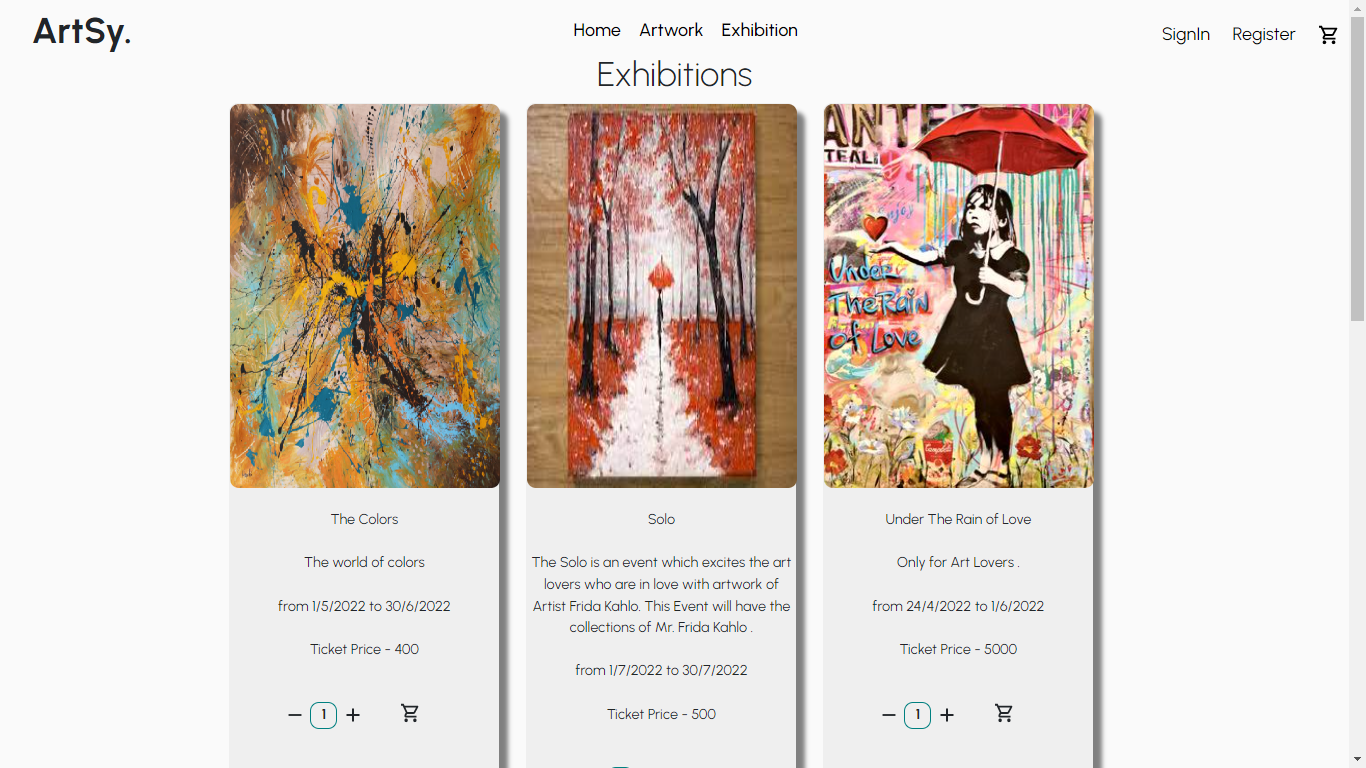 ArtSy.
Home Artwork Exhibition
SignIn Register
Exhibitions
ANTE
TEAL
enjoy
Under
The Rain
of Love
Campbell's
The Colors
The world of colors
from 1/5/2022 to 30/6/2022
Ticket Price - 400
1
Solo
The Solo is an event which excites the art
lovers who are in love with artwork of
Artist Frida Kahlo. This Event will have the
collections of Mr. Frida Kahlo .
from 1/7/2022 to 30/7/2022
Ticket Price - 500
Under The Rain of Love
Only for Art Lovers .
from 24/4/2022 to 1/6/2022
Ticket Price - 5000
1